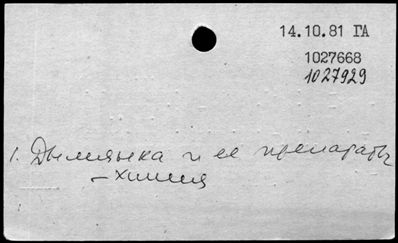 14.10.81 ГА
1027668
1027929
1. Дымянка и ее препараты
– химия